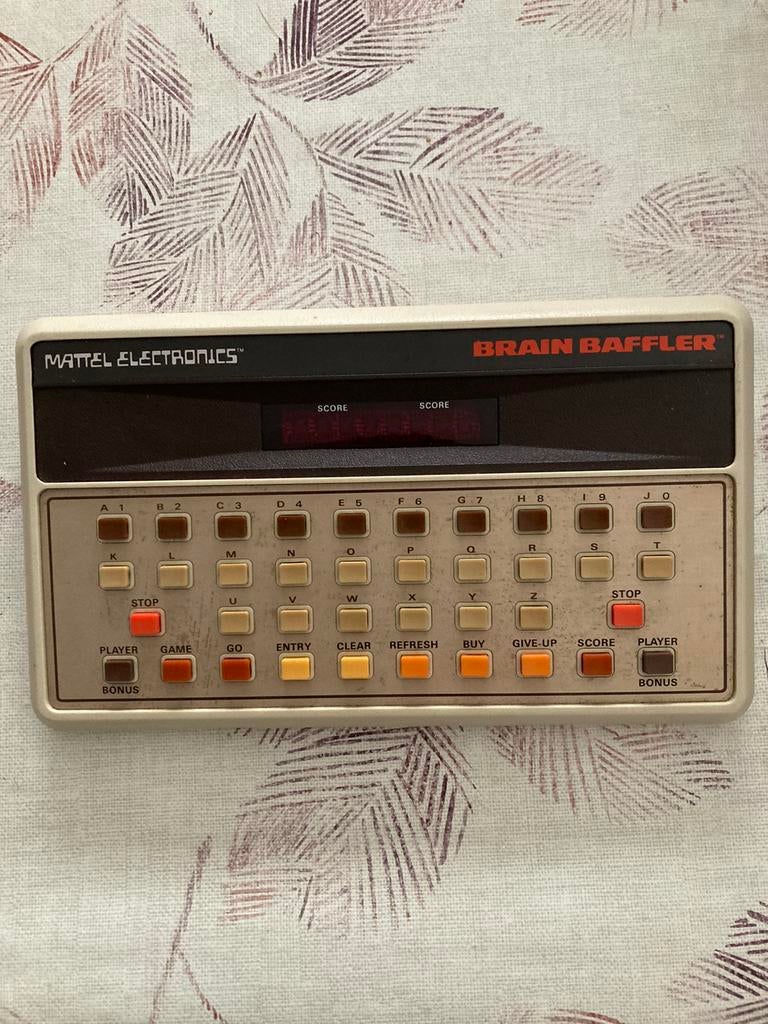 MATTEL ELECTRONICS™ BRAIN BAFFLER™
SCORE SCORE
A 1 B 2 C 3 D 4 E 5 F 6 G 7 H 8 I 9 J 0
K L M N O P Q R S T
STOP U V W X Y Z STOP
PLAYER GAME GO ENTRY CLEAR REFRESH BUY GIVE-UP SCORE PLAYER
BONUS BONUS